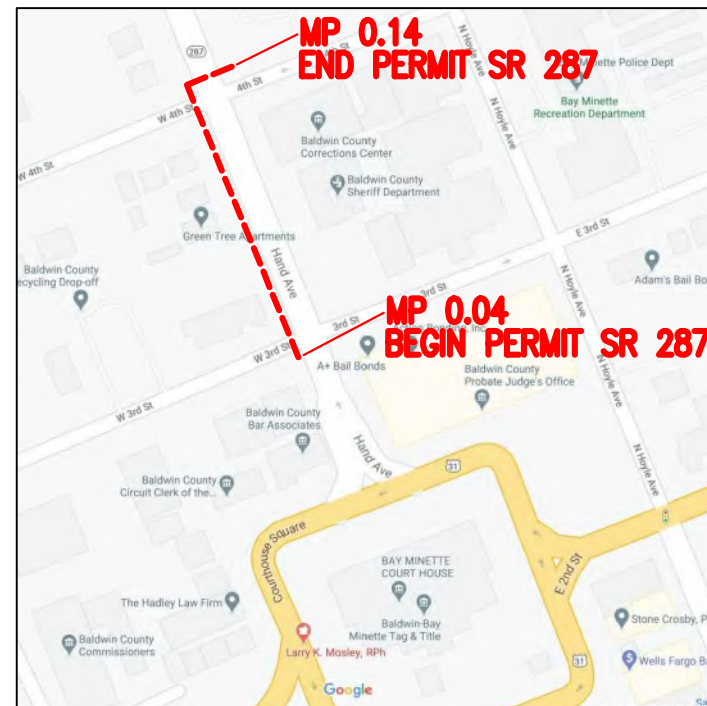 MP 0.14
END PERMIT SR 287
287
4th St
4th St
W 4th St
W 4th St
N Hoyle Ave
Minette Police Dept
Bay Minette
Recreation Department
N Hoyle Ave
Baldwin County
Corrections Center
Baldwin County
Sheriff Department
Green Tree Apartments
Hand Ave
E 3rd St
Baldwin County
ecycling Drop-off
Adam's Bail Bo
N Hoyle Ave
3rd St
3rd St
MP 0.04
BEGIN PERMIT SR 287
W 3rd St
A+ Bail Bonds
Baldwin County
Probate Judge's Office
W 3rd St
N Hoyle Ave
Baldwin County
Bar Associates
Hand Ave
31
N Hoyle Ave
Baldwin County
Circuit Clerk of the...
Courthouse Square
BAY MINETTE
COURT HOUSE
E 2nd St
The Hadley Law Firm
Baldwin-Bay
Minette Tag & Title
Stone Crosby, P
Baldwin County
Commissioners
Larry K. Mosley, RPh
31
Wells Fargo B
Google
Sa